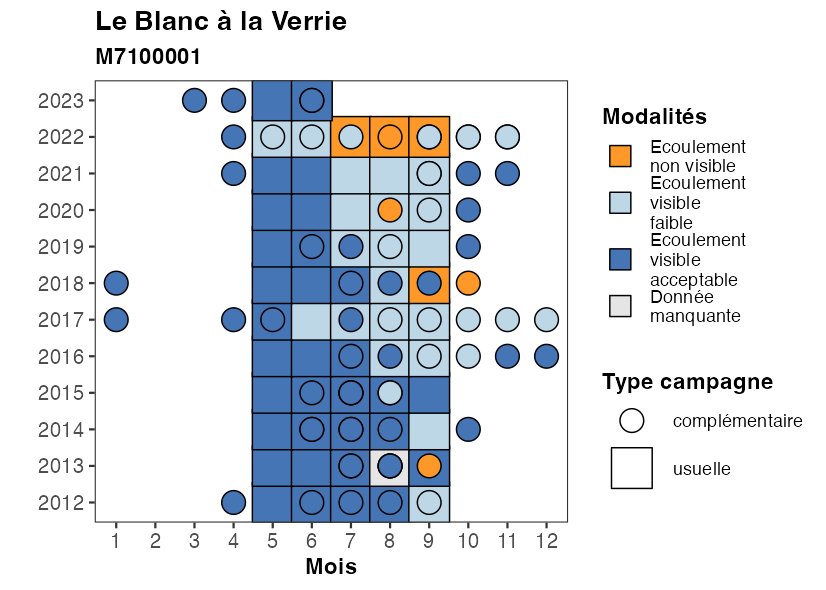 Le Blanc à la Verrie
M7100001
2023
2022
2021
2020
2019
2018
2017
2016
2015
2014
2013
2012
1 2 3 4 5 6 7 8 9 10 11 12
Mois
Modalités
Ecoulement
non visible
Ecoulement
visible
faible
Ecoulement
visible
acceptable
Donnée
manquante
Type campagne
complémentaire
usuelle